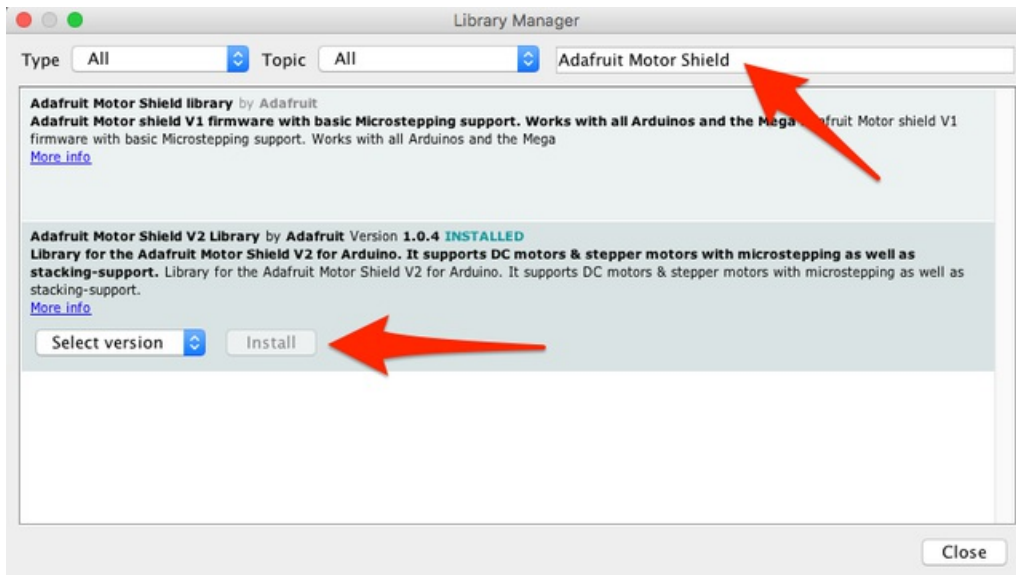 Library Manager
Type All Topic All Adafruit Motor Shield
Adafruit Motor Shield library by Adafruit
Adafruit Motor shield V1 firmware with basic Microstepping support. Works with all Arduinos and the Mega fruit Motor shield V1
firmware with basic Microstepping support. Works with all Arduinos and the Mega
More info
Adafruit Motor Shield V2 Library by Adafruit Version 1.0.4 INSTALLED
Library for the Adafruit Motor Shield V2 for Arduino. It supports DC motors & stepper motors with microstepping as well as
stacking-support. Library for the Adafruit Motor Shield V2 for Arduino. It supports DC motors & stepper motors with microstepping as well as
stacking-support.
More info
Select version Install
Close